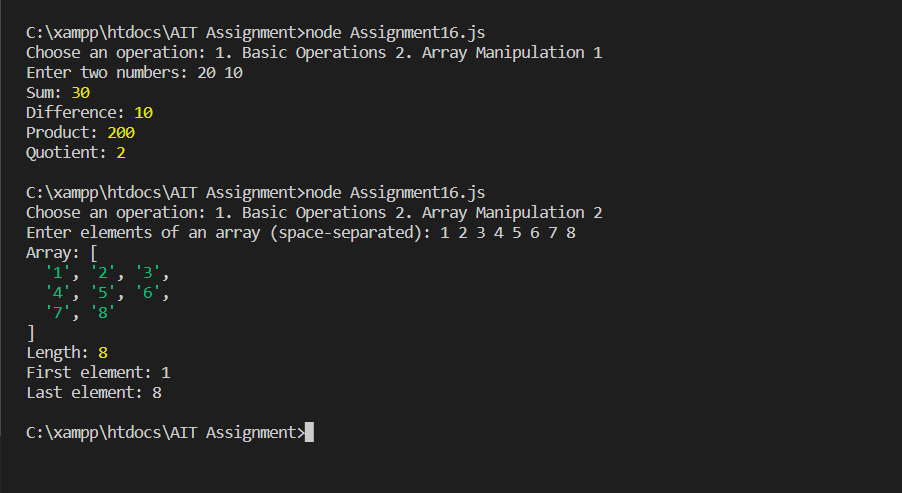 C:\xampp\htdocs\AIT Assignment>node Assignment16.js
Choose an operation: 1. Basic Operations 2. Array Manipulation 1
Enter two numbers: 20 10
Sum: 30
Difference: 10
Product: 200
Quotient: 2
C:\xampp\htdocs\AIT Assignment>node Assignment16.js
Choose an operation: 1. Basic Operations 2. Array Manipulation 2
Enter elements of an array (space-separated): 1 2 3 4 5 6 7 8
Array: [
  '1', '2', '3',
  '4', '5', '6',
  '7', '8'
]
Length: 8
First element: 1
Last element: 8
C:\xampp\htdocs\AIT Assignment>